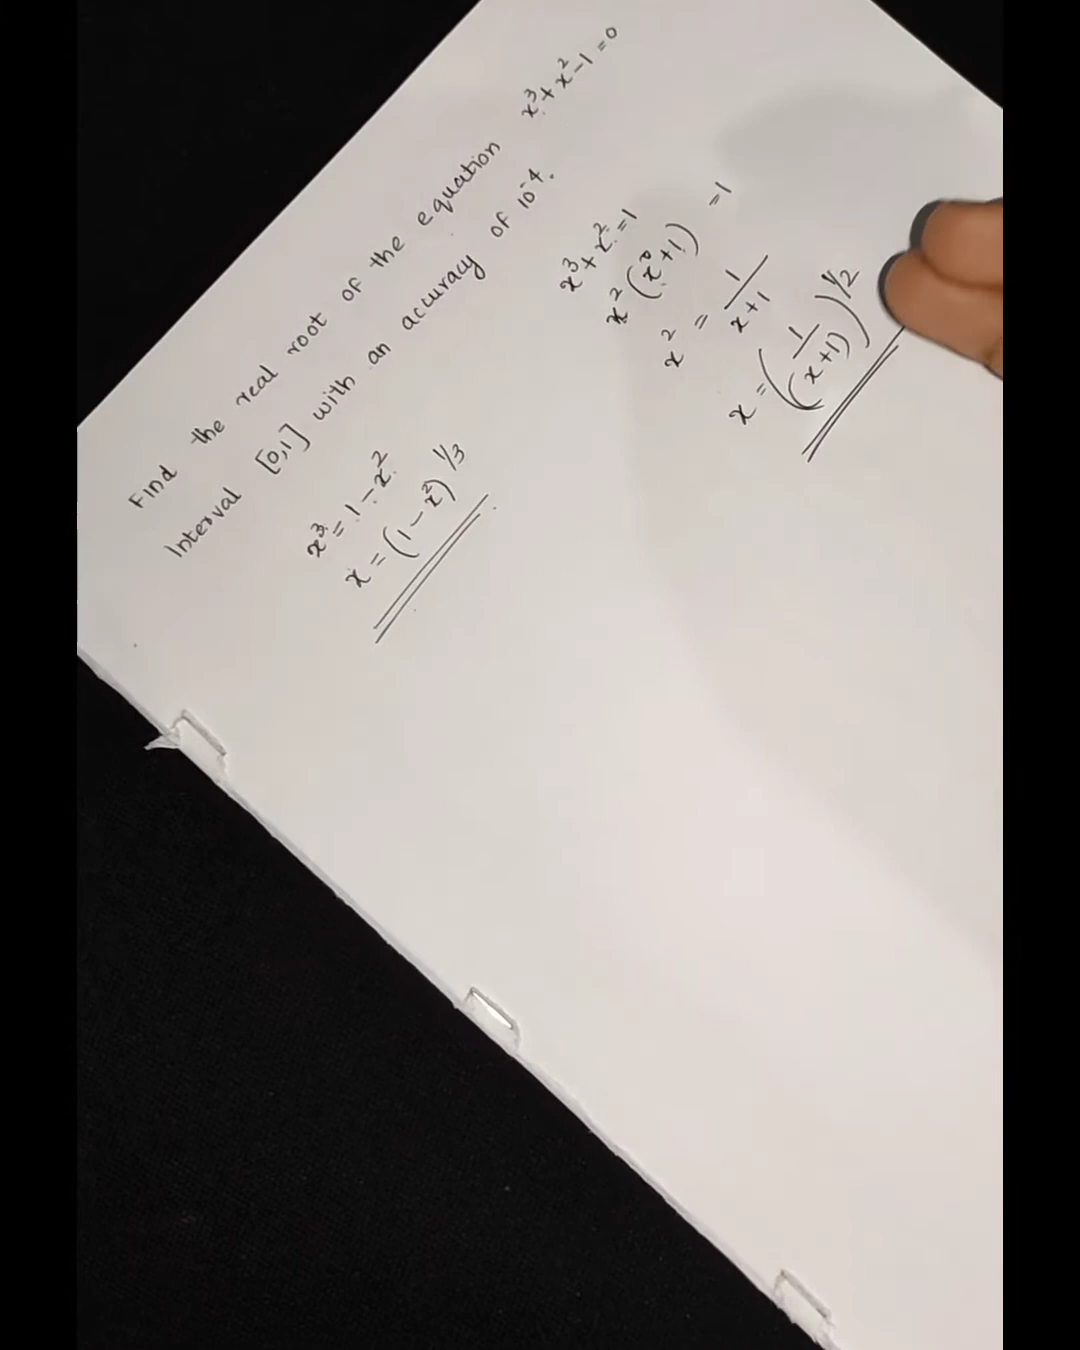 Find the real root of the equation x³+x²-1=0
Interval [0,1] with an accuracy of 10⁻⁴.
x³ = 1-x²
x = (1-x²)^1/3
x³+x²=1
x²(x+1) =1
x² = 1/(x+1)
x = (1/(x+1))^1/2